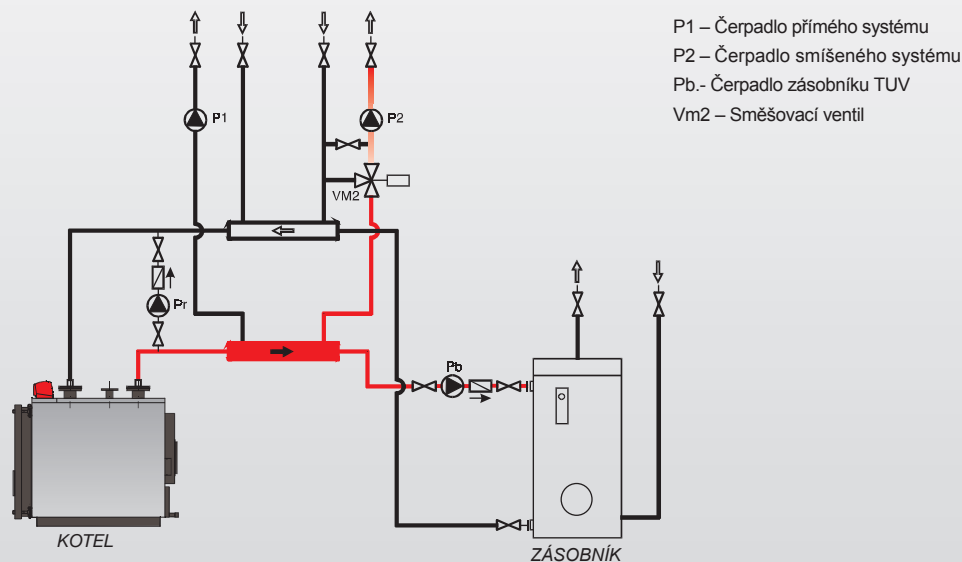 P1 – Čerpadlo přímého systému
P2 – Čerpadlo smíšeného systému
Pb.- Čerpadlo zásobníku TUV
Vm2 – Směšovací ventil
P1
P2
VM2
Pr
Pb
KOTEL
ZÁSOBNÍK